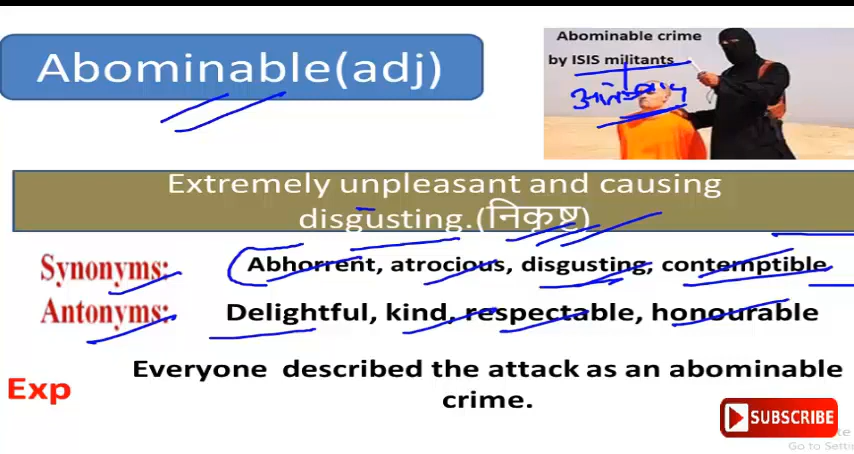 Abominable(adj)
Abominable crime
by ISIS militants
Extremely unpleasant and causing
disgusting.(निकृष्ट)
Synonyms: Abhorrent, atrocious, disgusting, contemptible
Antonyms: Delightful, kind, respectable, honourable
Exp Everyone described the attack as an abominable
crime.
SUBSCRIBE